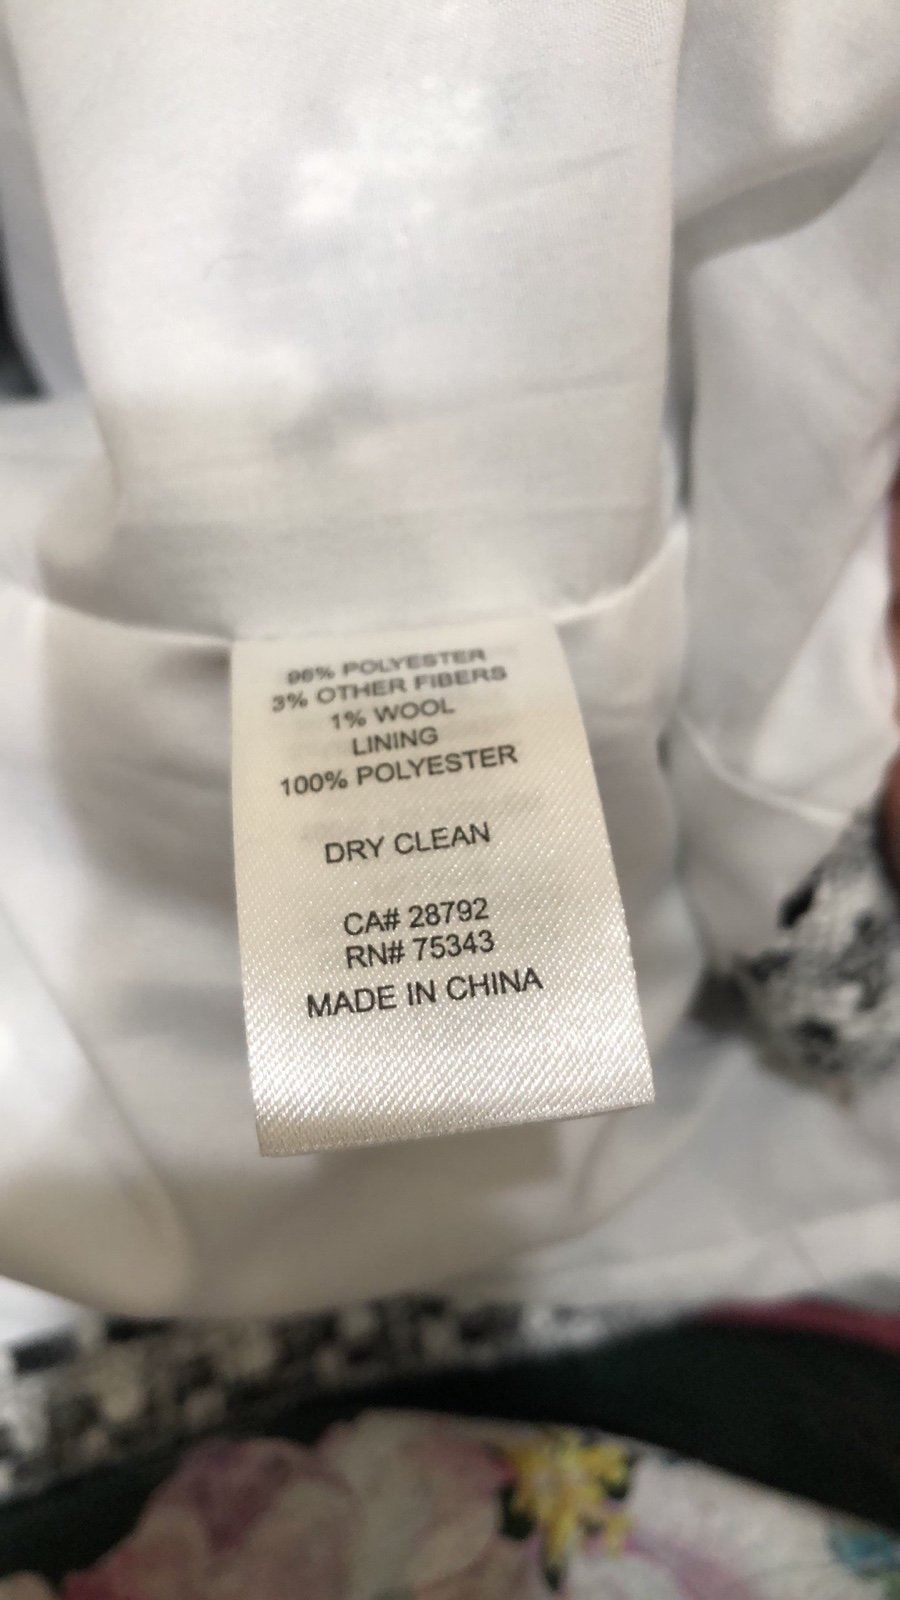 96% POLYESTER
3% OTHER FIBERS
1% WOOL
LINING
100% POLYESTER
DRY CLEAN
CA# 28792
RN# 75343
MADE IN CHINA